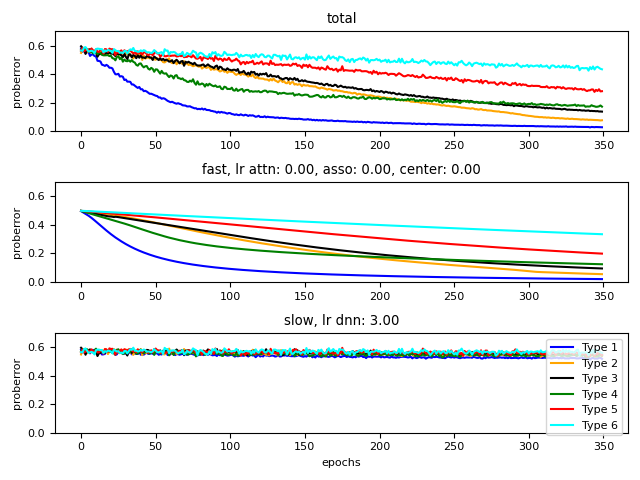 total
proberror
0.6
0.4
0.2
0.0
0 50 100 150 200 250 300 350
fast, lr attn: 0.00, asso: 0.00, center: 0.00
proberror
0.6
0.4
0.2
0.0
0 50 100 150 200 250 300 350
slow, lr dnn: 3.00
proberror
0.6
0.4
0.2
0.0
Type 1
Type 2
Type 3
Type 4
Type 5
Type 6
0 50 100 150 200 250 300 350
epochs